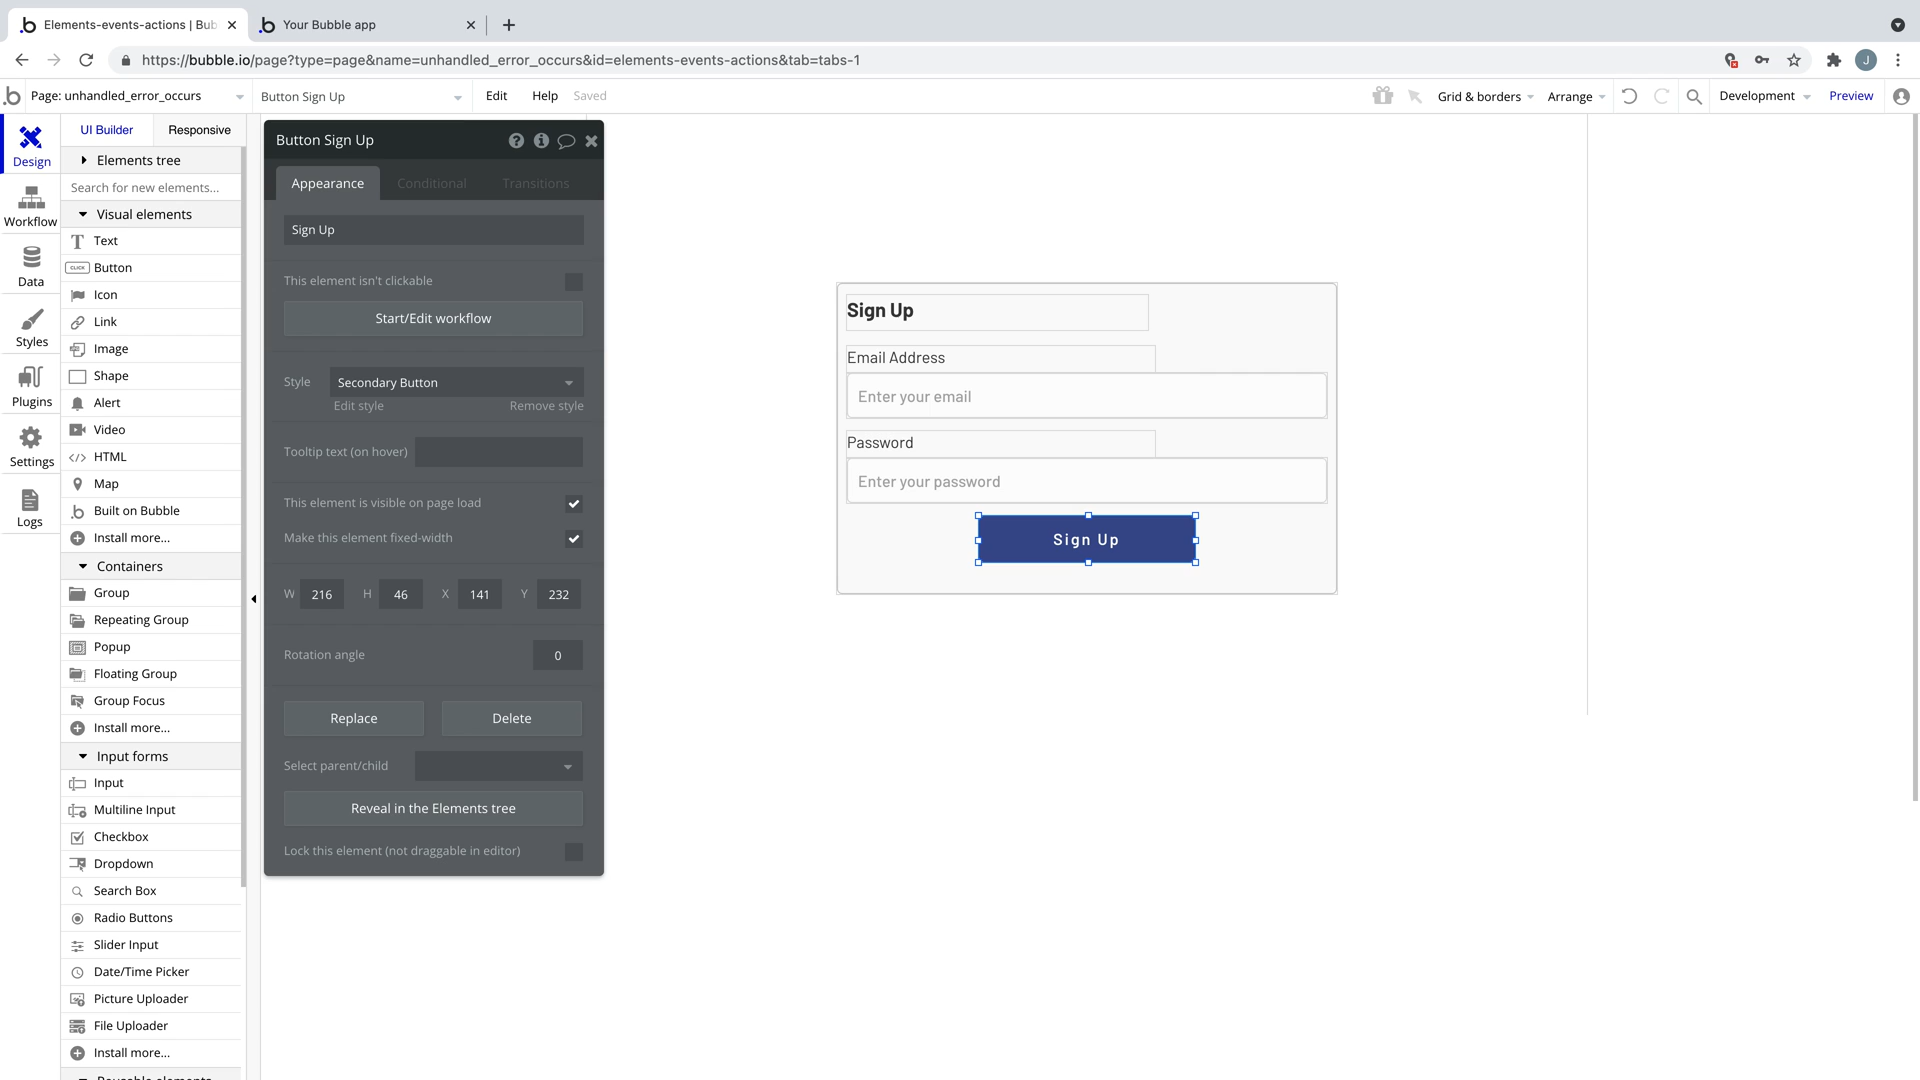 Elements-events-actions | Bub
Your Bubble app
https://bubble.io/page?type=page&name=unhandled_error_occurs&id=elements-events-actions&tab=tabs-1
J
Page: unhandled_error_occurs
Button Sign Up
Edit
Help
Saved
Grid & borders
Arrange
Development
Preview
Design
Workflow
Data
Styles
Plugins
Settings
Logs
UI Builder
Responsive
Elements tree
Search for new elements...
Visual elements
Text
CLICK
Button
Icon
Link
Image
Shape
Alert
Video
HTML
Map
Built on Bubble
Install more...
Containers
Group
Repeating Group
Popup
Floating Group
Group Focus
Install more...
Input forms
Input
Multiline Input
Checkbox
Dropdown
Search Box
Radio Buttons
Slider Input
Date/Time Picker
Picture Uploader
File Uploader
Install more...
Reusable elements
Button Sign Up
Appearance
Conditional
Transitions
Sign Up
This element isn't clickable
Start/Edit workflow
Style
Secondary Button
Edit style
Remove style
Tooltip text (on hover)
This element is visible on page load
Make this element fixed-width
W 216 H 46 X 141 Y 232
Rotation angle
0
Replace
Delete
Select parent/child
Reveal in the Elements tree
Lock this element (not draggable in editor)
Sign Up
Email Address
Enter your email
Password
Enter your password
Sign Up